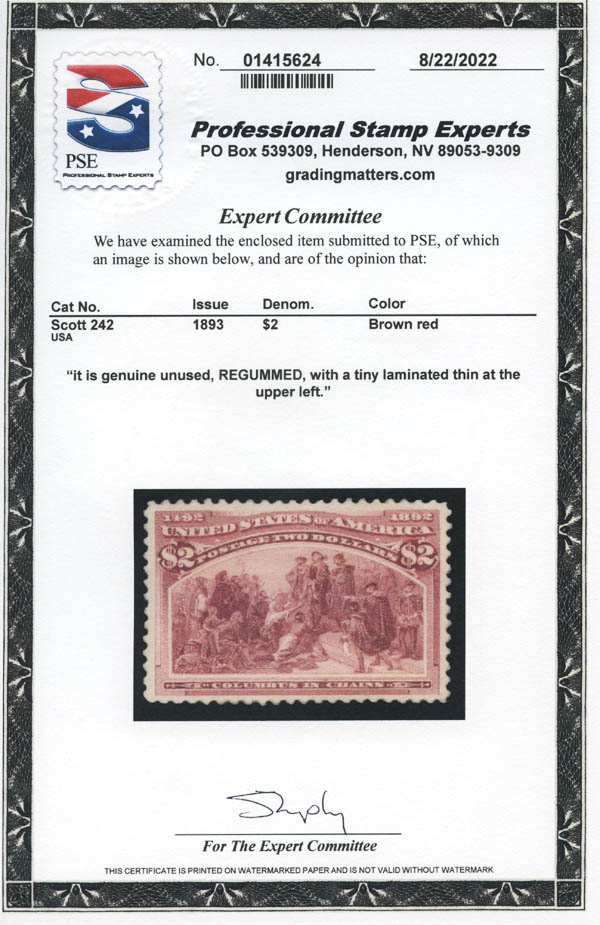 No. 01415624 8/22/2022
PSE
PROFESSIONAL STAMP EXPERTS
Professional Stamp Experts
PO Box 539309, Henderson, NV 89053-9309
gradingmatters.com
Expert Committee
We have examined the enclosed item submitted to PSE, of which
an image is shown below, and are of the opinion that:
Cat No. Issue Denom. Color
Scott 242 1893 $2 Brown red
USA
“it is genuine unused, REGUMMED, with a tiny laminated thin at the
upper left.”
1492 1892
UNITED STATES OF AMERICA
$2 POSTAGE TWO DOLLARS $2
COLUMBUS IN CHAINS
For The Expert Committee
THIS CERTIFICATE IS PRINTED ON WATERMARKED PAPER AND IS NOT VALID WITHOUT WATERMARK